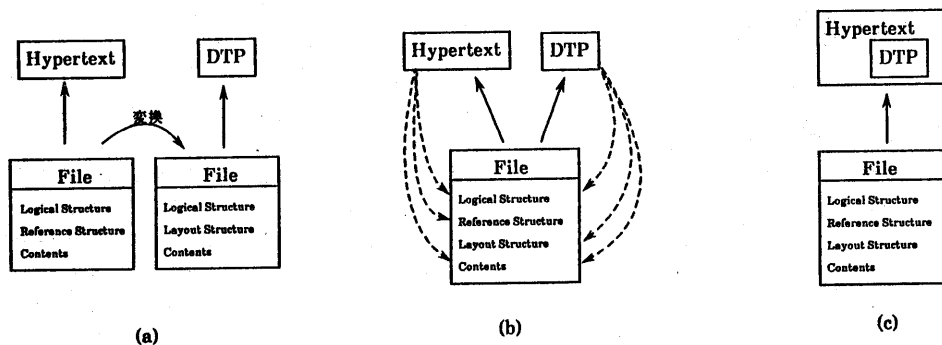 Hypertext
DTP
変換
File
Logical Structure
Reference Structure
Contents
File
Logical Structure
Layout Structure
Contents
(a)
Hypertext
DTP
File
Logical Structure
Reference Structure
Layout Structure
Contents
(b)
Hypertext
DTP
File
Logical Structure
Reference Structure
Layout Structure
Contents
(c)